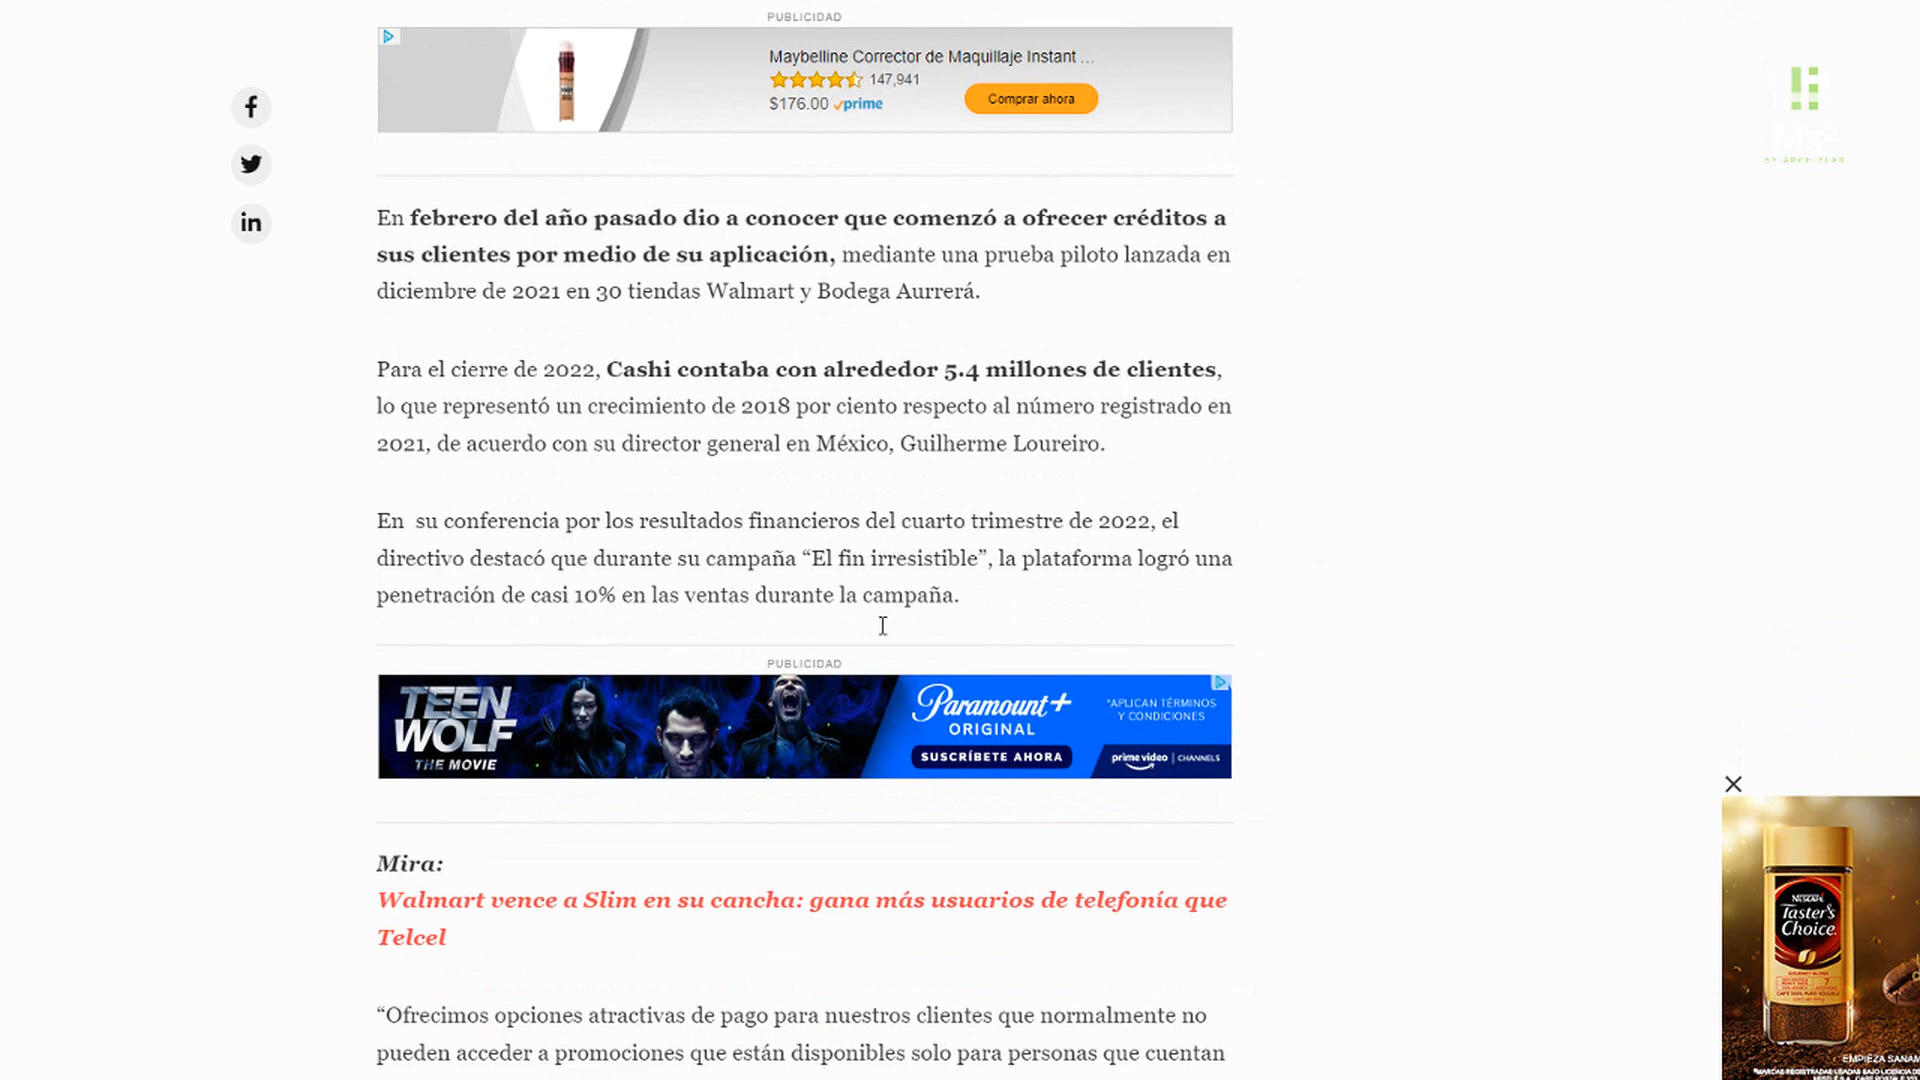 PUBLICIDAD
Maybelline Corrector de Maquillaje Instant ...
147,941
$176.00 prime
Comprar ahora
BY ARCHIFLAX
En febrero del año pasado dio a conocer que comenzó a ofrecer créditos a
sus clientes por medio de su aplicación, mediante una prueba piloto lanzada en
diciembre de 2021 en 30 tiendas Walmart y Bodega Aurrerá.
Para el cierre de 2022, Cashi contaba con alrededor 5.4 millones de clientes,
lo que representó un crecimiento de 2018 por ciento respecto al número registrado en
2021, de acuerdo con su director general en México, Guilherme Loureiro.
En su conferencia por los resultados financieros del cuarto trimestre de 2022, el
directivo destacó que durante su campaña “El fin irresistible”, la plataforma logró una
penetración de casi 10% en las ventas durante la campaña.
PUBLICIDAD
TEEN
WOLF
THE MOVIE
Paramount+
ORIGINAL
SUSCRÍBETE AHORA
*APLICAN TÉRMINOS
Y CONDICIONES
prime video | CHANNELS
Mira:
Walmart vence a Slim en su cancha: gana más usuarios de telefonía que
Telcel
“Ofrecimos opciones atractivas de pago para nuestros clientes que normalmente no
pueden acceder a promociones que están disponibles solo para personas que cuentan
NESCAFÉ
Taster's
Choice
EMPIEZA SANAM